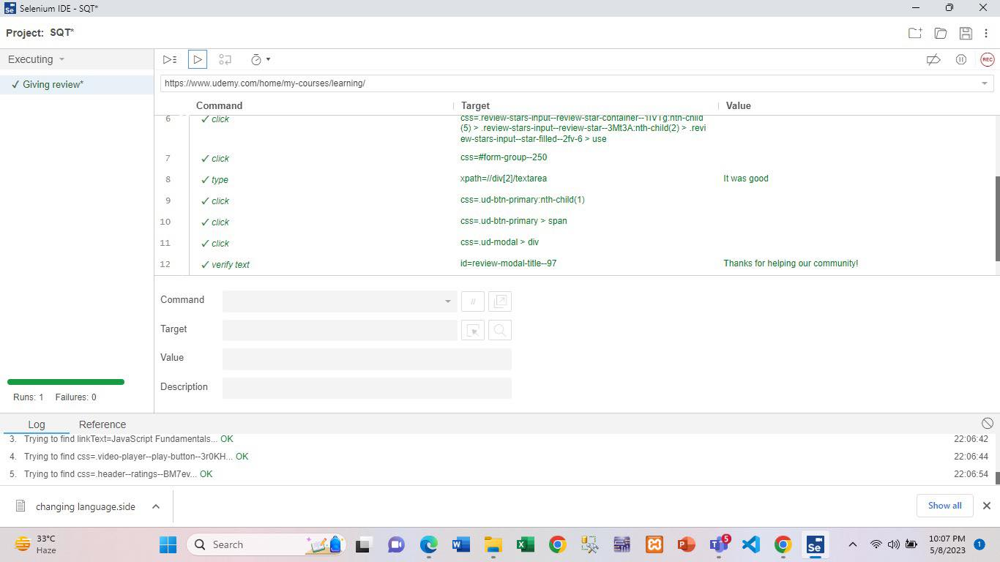 Selenium IDE - SQT*
Project: SQT*
Executing
✓ Giving review*
REC
https://www.udemy.com/home/my-courses/learning/
Command Target Value
6 ✓ click css=.review-stars-input--review-star-container--1IVTg:nth-child
(5) > .review-stars-input--review-star--3Mt3A:nth-child(2) > .revi
ew-stars-input--star-filled--2fv-6 > use
7 ✓ click css=#form-group--250
8 ✓ type xpath=//div[2]/textarea It was good
9 ✓ click css=.ud-btn-primary:nth-child(1)
10 ✓ click css=.ud-btn-primary > span
11 ✓ click css=.ud-modal > div
12 ✓ verify text id=review-modal-title--97 Thanks for helping our community!
Command //
Target
Value
Description
Runs: 1 Failures: 0
Log Reference
3. Trying to find linkText=JavaScript Fundamentals... OK 22:06:42
4. Trying to find css=.video-player--play-button--3r0KH... OK 22:06:44
5. Trying to find css=.header--ratings--BM7ev... OK 22:06:54
changing language.side Show all
33°C
Haze
Search
5
Se
10:07 PM
5/8/2023
1